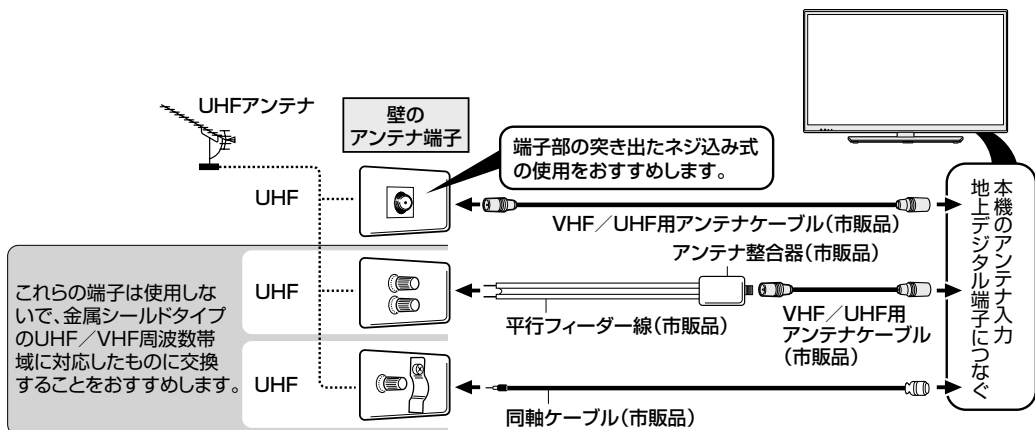 UHFアンテナ
壁の
アンテナ端子
端子部の突き出たネジ込み式
の使用をおすすめします。
UHF
VHF／UHF用アンテナケーブル(市販品)
アンテナ整合器(市販品)
これらの端子は使用しな
いで、金属シールドタイプ
のUHF／VHF周波数帯
域に対応したものに交換
することをおすすめします。
UHF
平行フィーダー線(市販品)
VHF／UHF用
アンテナケーブル
(市販品)
UHF
同軸ケーブル(市販品)
本機のアンテナ入力
地上デジタル端子につなぐ